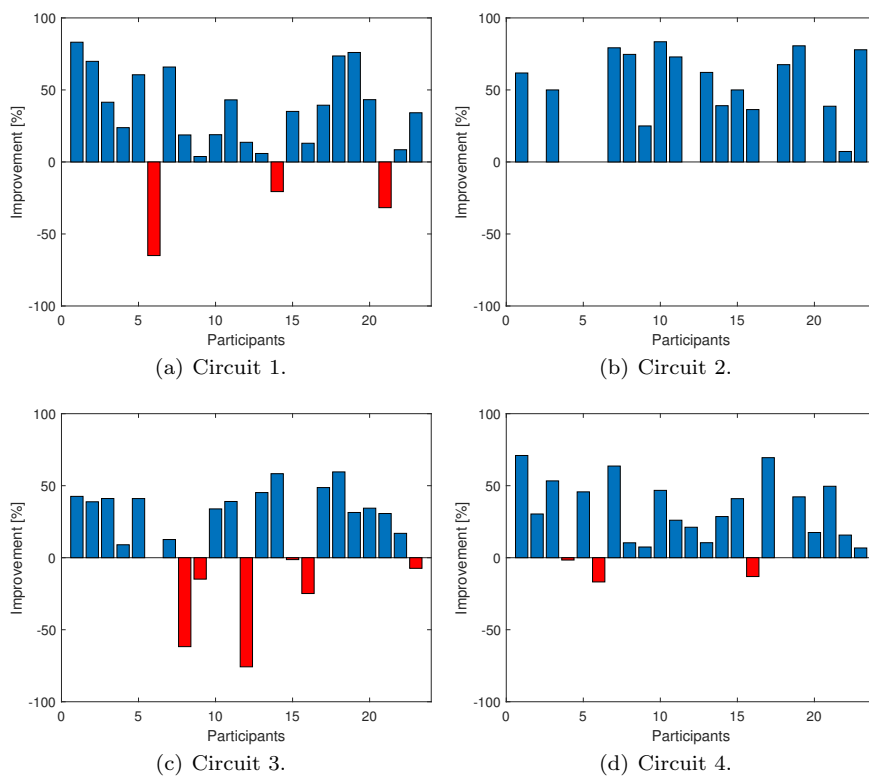 100
50
0
-50
-100
Improvement [%]
0 5 10 15 20
Participants
(a) Circuit 1.
100
50
0
-50
-100
Improvement [%]
0 5 10 15 20
Participants
(b) Circuit 2.
100
50
0
-50
-100
Improvement [%]
0 5 10 15 20
Participants
(c) Circuit 3.
100
50
0
-50
-100
Improvement [%]
0 5 10 15 20
Participants
(d) Circuit 4.